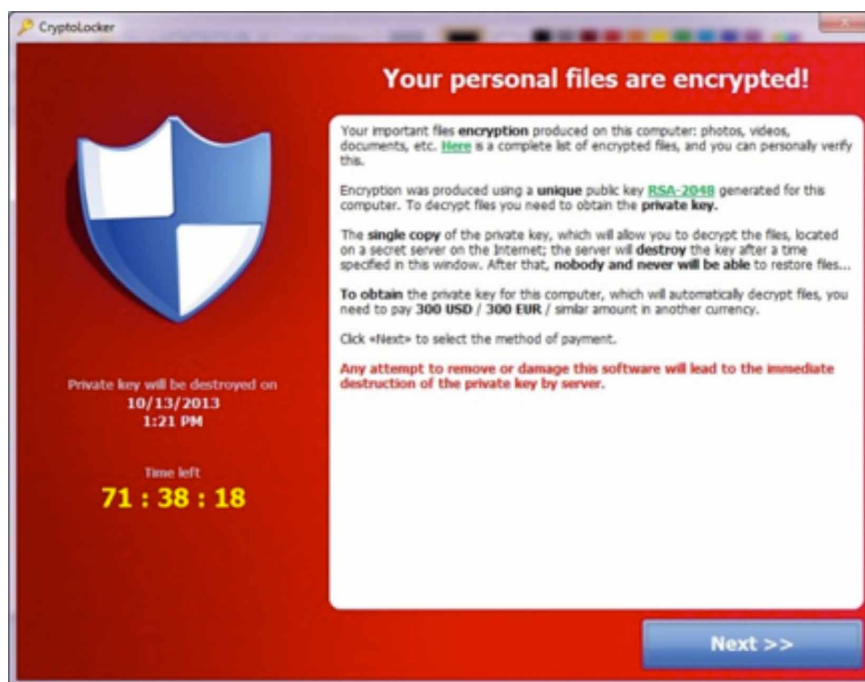 CryptoLocker
Your personal files are encrypted!
Your important files encryption produced on this computer: photos, videos,
documents, etc. Here is a complete list of encrypted files, and you can personally verify
this.
Encryption was produced using a unique public key RSA-2048 generated for this
computer. To decrypt files you need to obtain the private key.
The single copy of the private key, which will allow you to decrypt the files, located
on a secret server on the Internet; the server will destroy the key after a time
specified in this window. After that, nobody and never will be able to restore files...
To obtain the private key for this computer, which will automatically decrypt files, you
need to pay 300 USD / 300 EUR / similar amount in another currency.
Click «Next» to select the method of payment.
Any attempt to remove or damage this software will lead to the immediate
destruction of the private key by server.
Private key will be destroyed on
10/13/2013
1:21 PM
Time left
71 : 38 : 18
Next >>